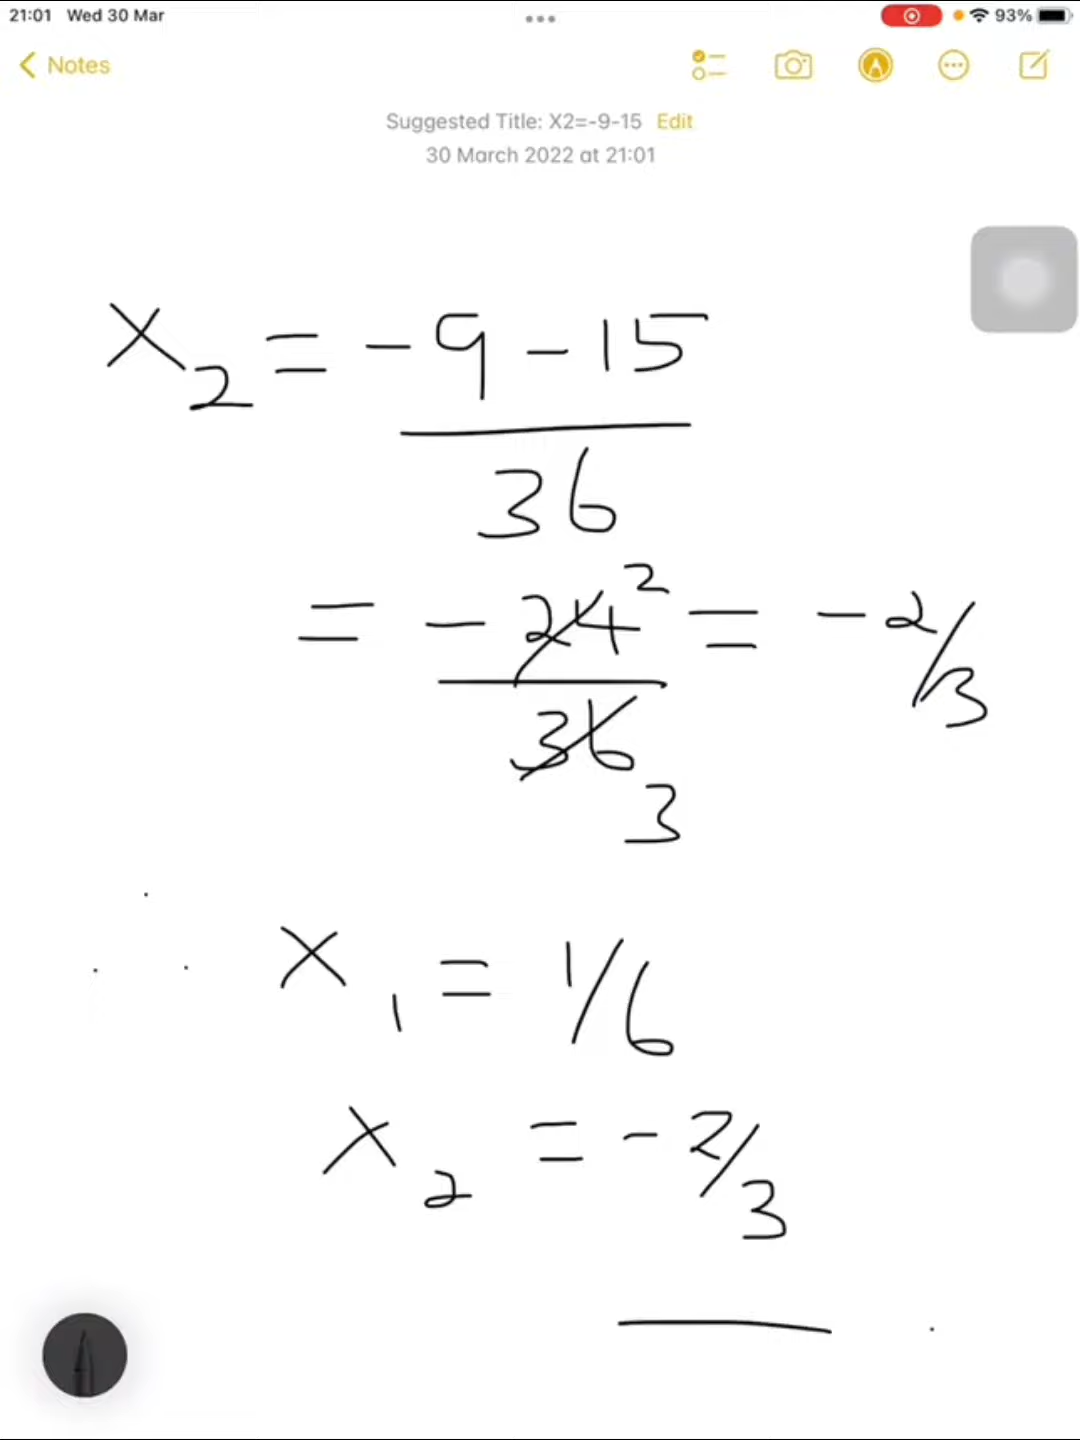 21:01 Wed 30 Mar 93%
Notes
Suggested Title: X2=-9-15 Edit
30 March 2022 at 21:01
x₂ = -9-15
36
= -24 2 = -2/3
36
3
x₁ = 1/6
x₂ = -2/3